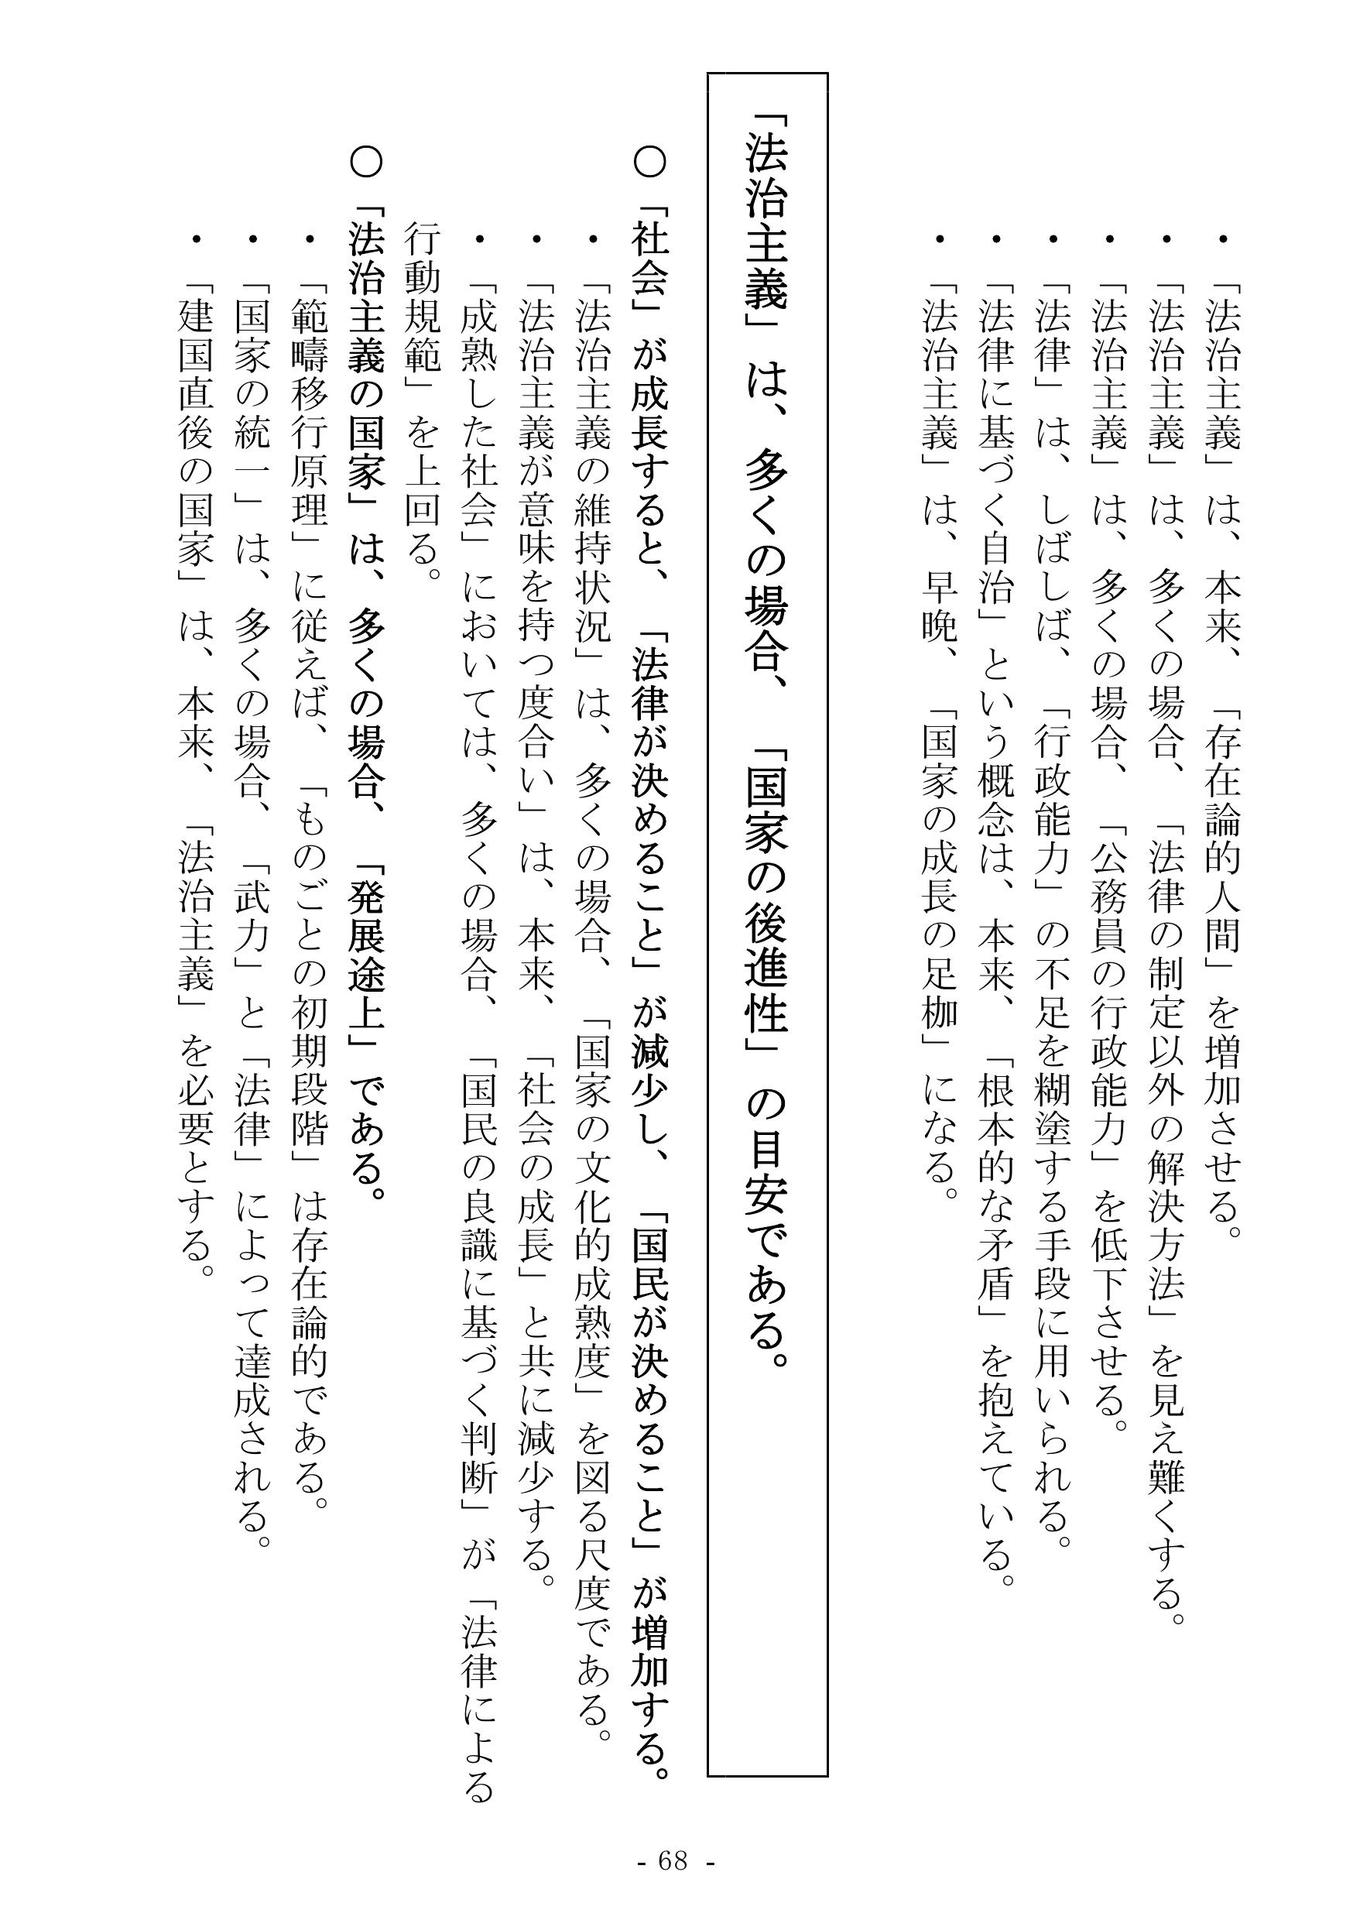 ・「法治主義」は、本来、「存在論的人間」を増加させる。
・「法治主義」は、多くの場合、「法律の制定以外の解決方法」を見え難くする。
・「法治主義」は、多くの場合、「公務員の行政能力」を低下させる。
・「法律」は、しばしば、「行政能力」の不足を糊塗する手段に用いられる。
・「法律に基づく自治」という概念は、本来、「根本的な矛盾」を抱えている。
・「法治主義」は、早晩、「国家の成長の足枷」になる。
「法治主義」は、多くの場合、「国家の後進性」の目安である。
○「社会」が成長すると、「法律が決めること」が減少し、「国民が決めること」が増加する。
・「法治主義の維持状況」は、多くの場合、「国家の文化的成熟度」を図る尺度である。
・「法治主義が意味を持つ度合い」は、本来、「社会の成長」と共に減少する。
・「成熟した社会」においては、多くの場合、「国民の良識に基づく判断」が「法律による
行動規範」を上回る。
○「法治主義の国家」は、多くの場合、「発展途上」である。
・「範疇移行原理」に従えば、「ものごとの初期段階」は存在論的である。
・「国家の統一」は、多くの場合、「武力」と「法律」によって達成される。
・「建国直後の国家」は、本来、「法治主義」を必要とする。
- 68 -